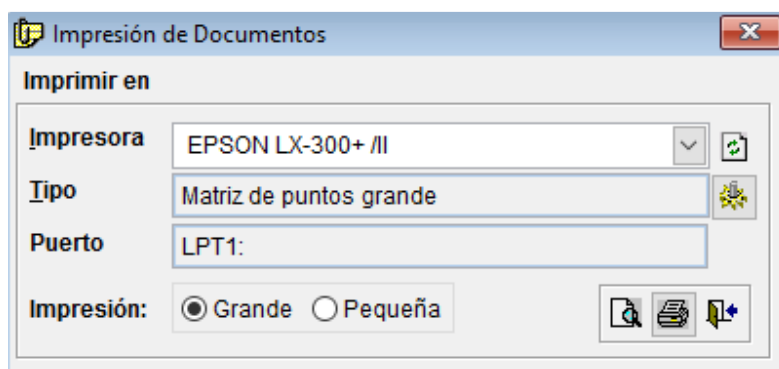 Impresión de Documentos
Imprimir en
Impresora EPSON LX-300+ /II
Tipo Matriz de puntos grande
Puerto LPT1:
Impresión: Grande Pequeña